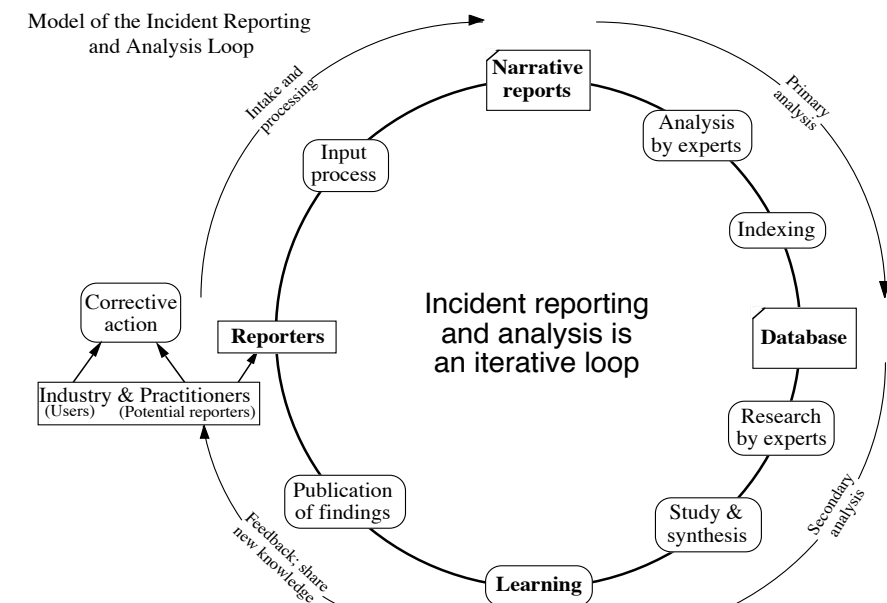 Model of the Incident Reporting
and Analysis Loop
Intake and
processing
Narrative
reports
Primary
analysis
Input
process
Analysis
by experts
Indexing
Corrective
action
Reporters
Incident reporting
and analysis is
an iterative loop
Database
Industry & Practitioners
(Users) (Potential reporters)
Research
by experts
Publication
of findings
Study &
synthesis
Secondary
analysis
Feedback; share
new knowledge
Learning